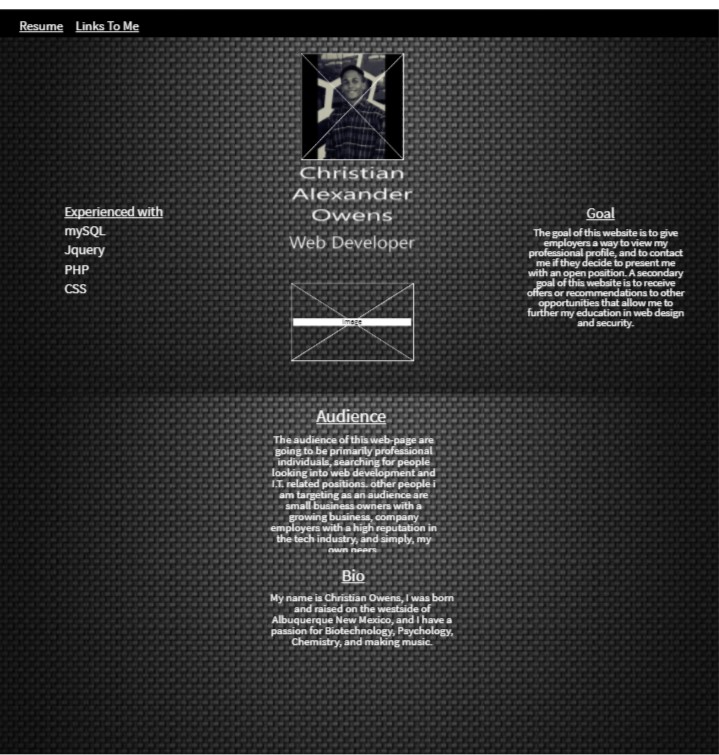 Resume Links To Me
Christian
Alexander
Owens
Web Developer
Experienced with
mySQL
Jquery
PHP
CSS
Goal
The goal of this website is to give
employers a way to view my
professional profile, and to contact
me if they decide to present me
with an open position. A secondary
goal of this website is to receive
offers or recommendations to other
opportunities that allow me to
further my education in web design
and security.
Image
Audience
The audience of this web-page are
going to be primarily professional
individuals, searching for people
looking into web development and
I.T. related positions. other people i
am targeting as an audience are
small business owners with a
growing business, company
employers with a high reputation in
the tech industry, and simply, my
own peers
Bio
My name is Christian Owens, I was born
and raised on the westside of
Albuquerque New Mexico, and I have a
passion for Biotechnology, Psychology,
Chemistry, and making music.